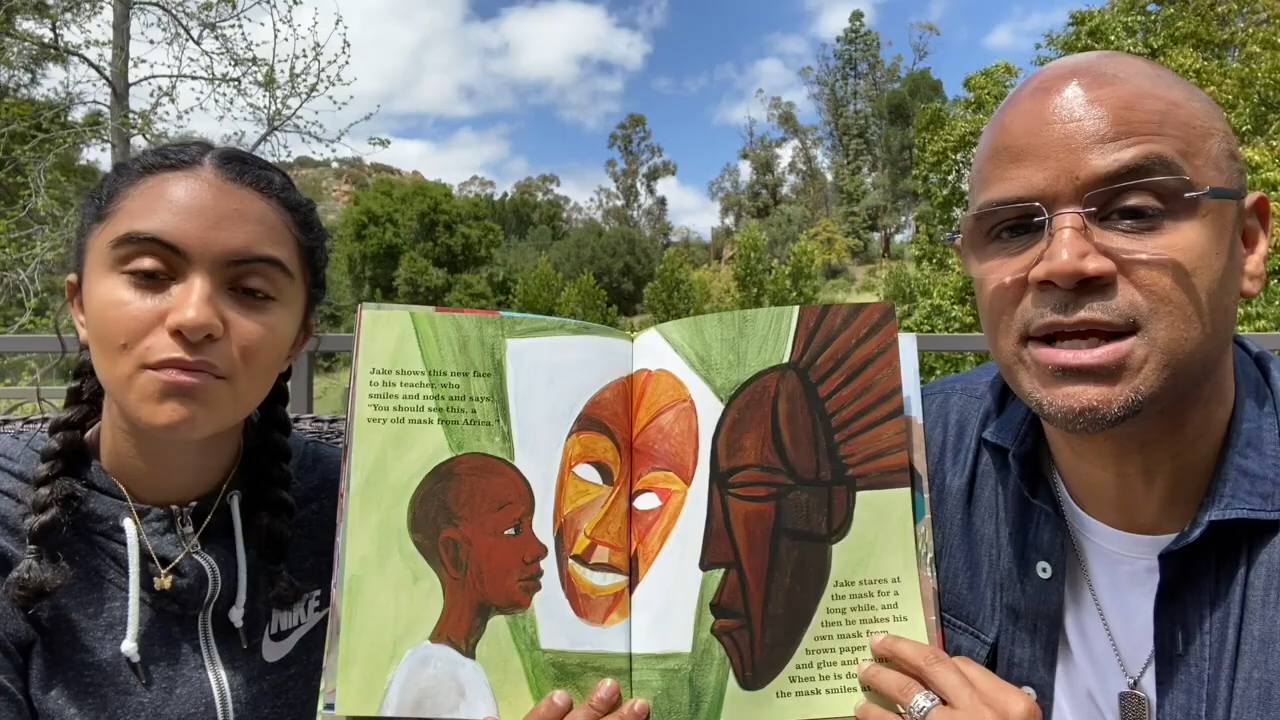 Jake shows this new face
to his teacher, who
smiles and nods and says,
"You should see this, a
very old mask from Africa."
Jake stares at
the mask for a
long while, and
then he makes his
own mask from
brown paper
and glue and paint.
When he is
the mask smiles
NIKE